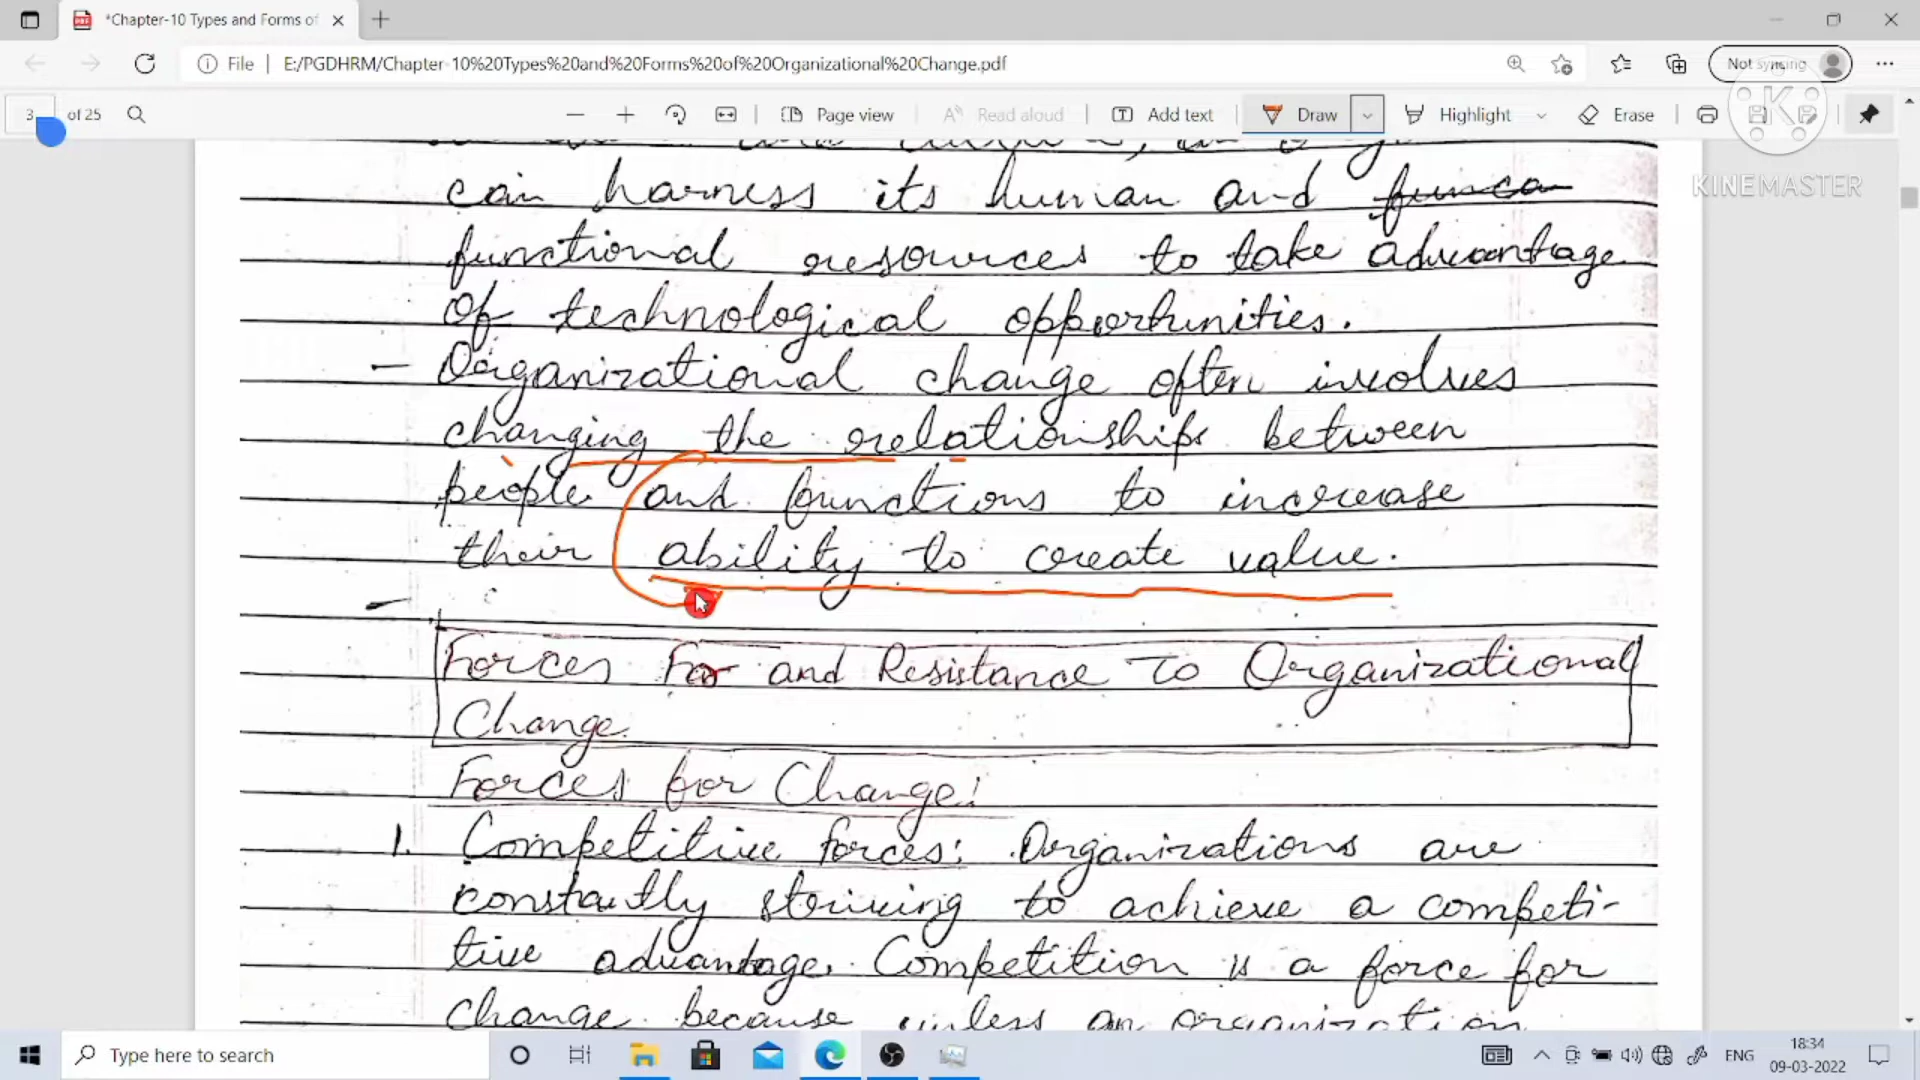 *Chapter-10 Types and Forms of
File E:/PGDHRM/Chapter-10%20Types%20and%20Forms%20of%20Organizational%20Change.pdf Not syncing
3 of 25 Page view Read aloud Add text Draw Highlight Erase
KINEMASTER
can harness its human and
functional resources to take advantage
Of technological opportunities.
- Organizational change often involves
changing the relationships between
people and functions to increase
their ability to create value.
-
Forces For and Resistance To Organizational
Change.
Forces for Change:
1. Competitive forces: Organizations are
constantly striving to achieve a competi-
tive advantage. Competition is a force for
change because unless an organization
Type here to search ENG 18:34
09-03-2022